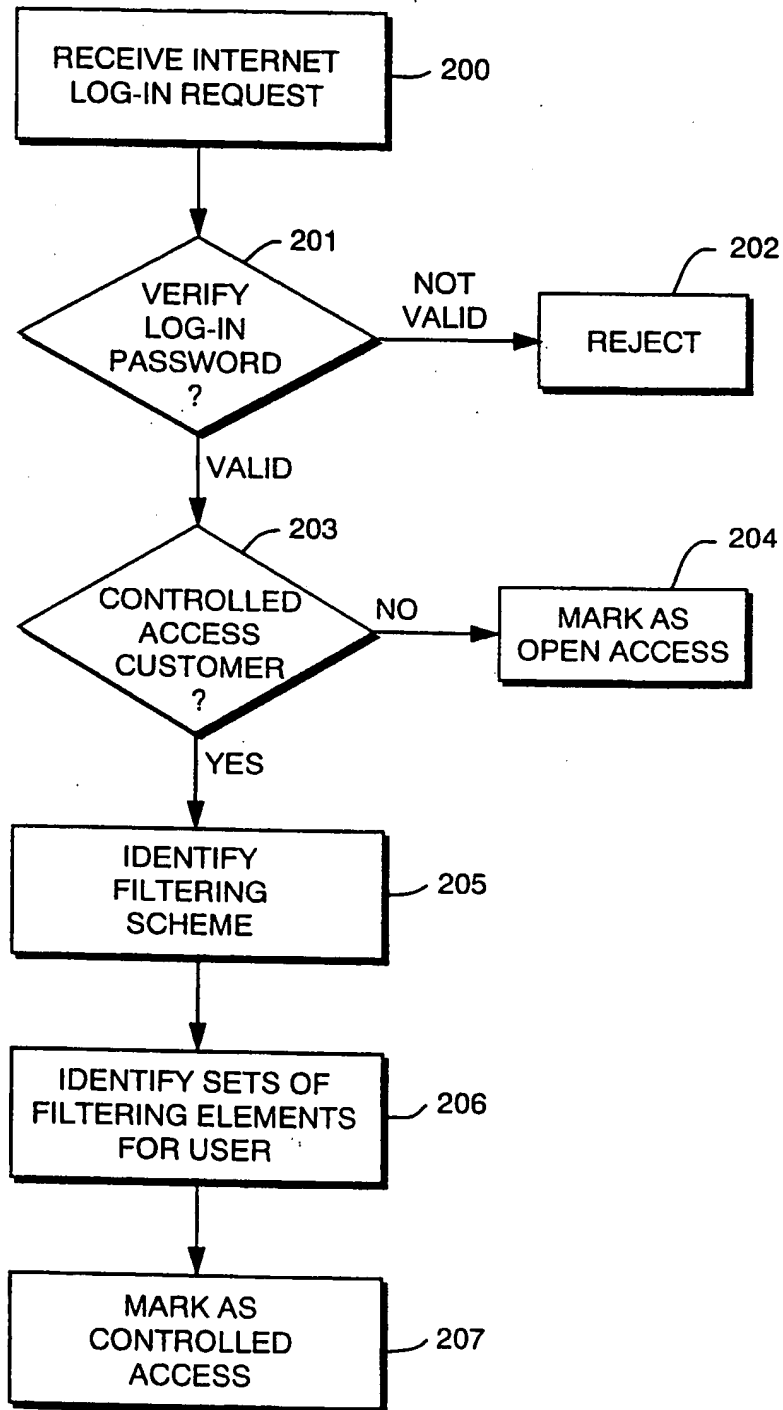 RECEIVE INTERNET
LOG-IN REQUEST
200
201
VERIFY
LOG-IN
PASSWORD
?
NOT
VALID
202
REJECT
VALID
203
CONTROLLED
ACCESS
CUSTOMER
?
NO
204
MARK AS
OPEN ACCESS
YES
IDENTIFY
FILTERING
SCHEME
205
IDENTIFY SETS OF
FILTERING ELEMENTS
FOR USER
206
MARK AS
CONTROLLED
ACCESS
207